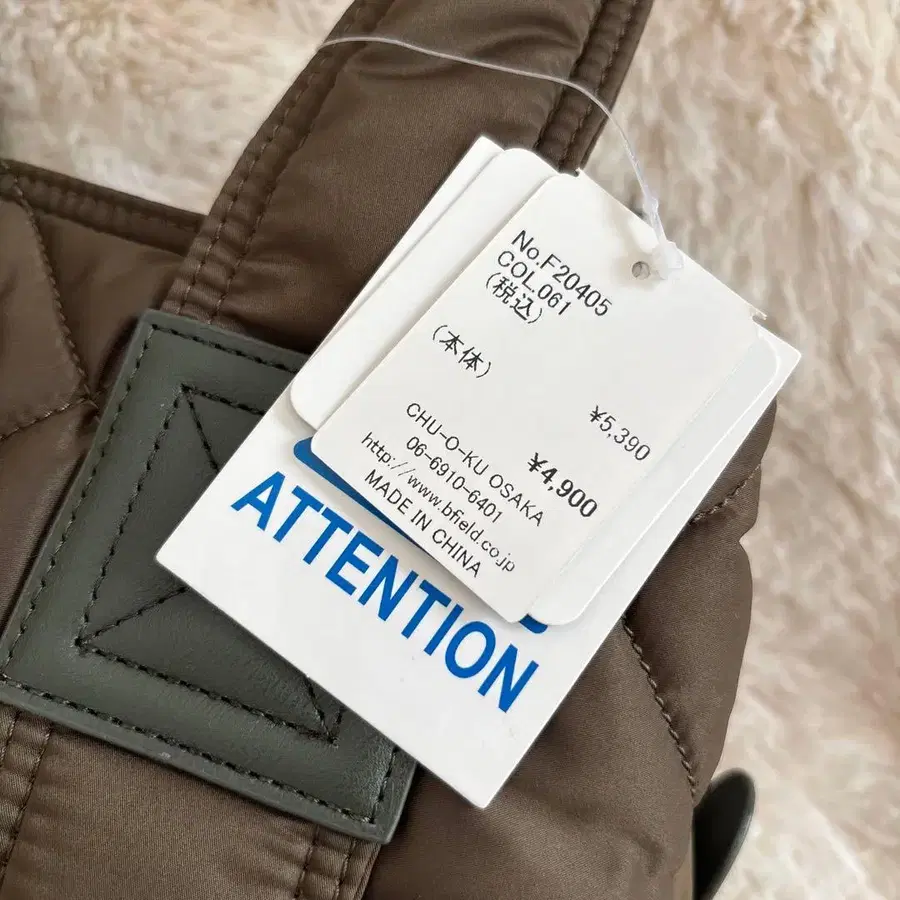 No.F20405
COL.061
(税込)
¥5,390
(本体)
¥4,900
CHU-O-KU OSAKA
06-6910-6401
http://www.bfield.co.jp
MADE IN CHINA
ATTENTION